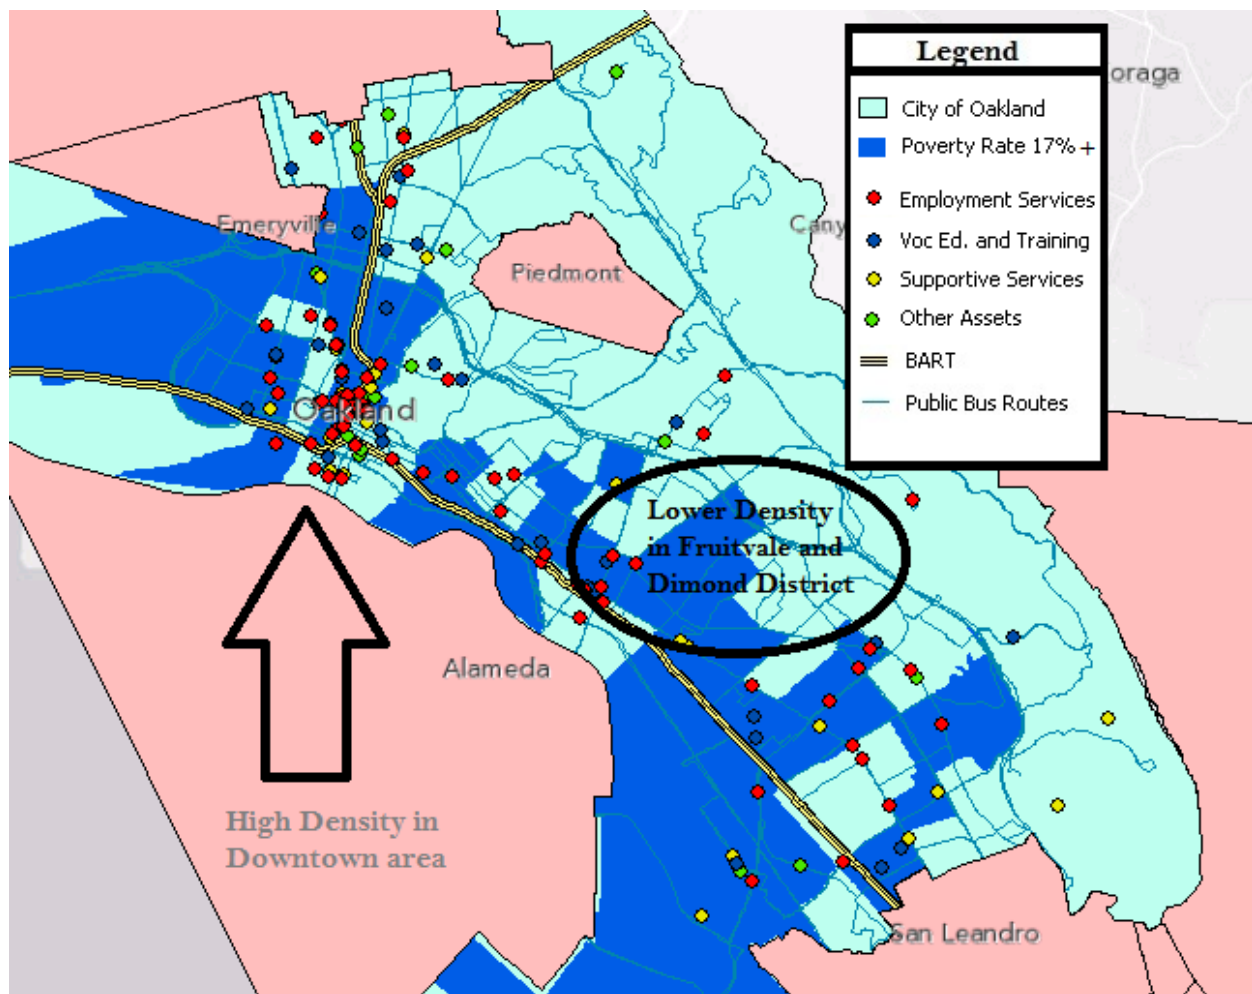 Legend
City of Oakland
Poverty Rate 17% +
Employment Services
Voc Ed. and Training
Supportive Services
Other Assets
BART
Public Bus Routes
oraga
Emeryville
Cany
Piedmont
Oakland
Lower Density
in Fruitvale and
Dimond District
Alameda
High Density in
Downtown area
San Leandro